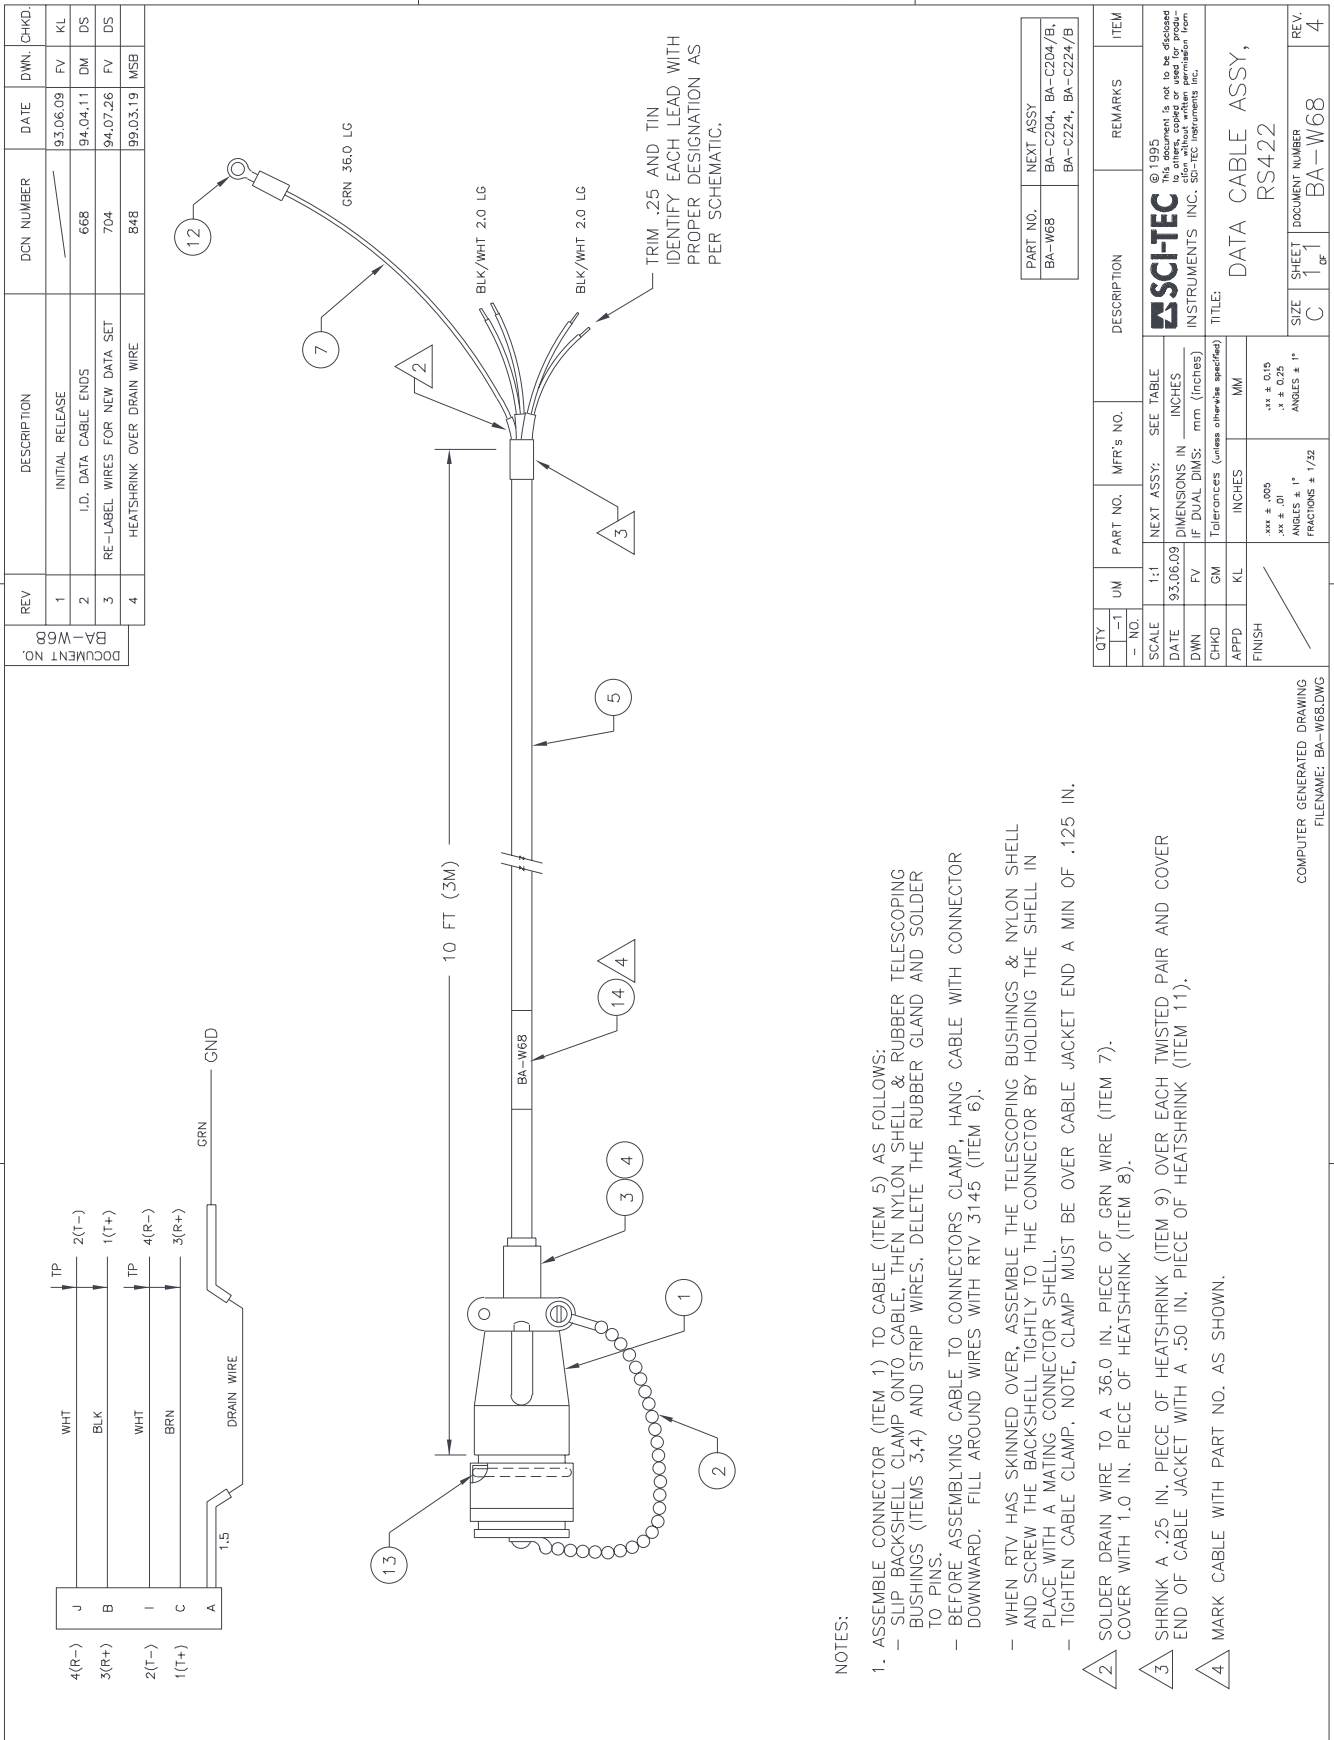 DOCUMENT NO.
BA-W68
REV DESCRIPTION DCN NUMBER DATE DWN. CHKD.
1 INITIAL RELEASE 93.06.09 FV KL
2 I.D. DATA CABLE ENDS 668 94.04.11 DM DS
3 RE-LABEL WIRES FOR NEW DATA SET 704 94.07.26 FV DS
4 HEATSHRINK OVER DRAIN WIRE 848 99.03.19 MSB
4(R-) J WHT TP 2(T-)
3(R+) B BLK 1(T+)
2(T-) I WHT TP 4(R-)
1(T+) C BRN 3(R+)
A 1.5 DRAIN WIRE GRN GND
12
GRN 36.0 LG
7
2
BLK/WHT 2.0 LG
BLK/WHT 2.0 LG
TRIM .25 AND TIN
IDENTIFY EACH LEAD WITH
PROPER DESIGNATION AS
PER SCHEMATIC.
3
10 FT (3M)
13
BA-W68
2
1
3 4
14 4
5
NOTES:
1. ASSEMBLE CONNECTOR (ITEM 1) TO CABLE (ITEM 5) AS FOLLOWS:
- SLIP BACKSHELL CLAMP ONTO CABLE, THEN NYLON SHELL & RUBBER TELESCOPING
BUSHINGS (ITEMS 3,4) AND STRIP WIRES. DELETE THE RUBBER GLAND AND SOLDER
TO PINS.
- BEFORE ASSEMBLYING CABLE TO CONNECTORS CLAMP, HANG CABLE WITH CONNECTOR
DOWNWARD. FILL AROUND WIRES WITH RTV 3145 (ITEM 6).
- WHEN RTV HAS SKINNED OVER, ASSEMBLE THE TELESCOPING BUSHINGS & NYLON SHELL
AND SCREW THE BACKSHELL TIGHTLY TO THE CONNECTOR BY HOLDING THE SHELL IN
PLACE WITH A MATING CONNECTOR SHELL.
- TIGHTEN CABLE CLAMP. NOTE, CLAMP MUST BE OVER CABLE JACKET END A MIN OF .125 IN.
2 SOLDER DRAIN WIRE TO A 36.0 IN. PIECE OF GRN WIRE (ITEM 7).
COVER WITH 1.0 IN. PIECE OF HEATSHRINK (ITEM 8).
3 SHRINK A .25 IN. PIECE OF HEATSHRINK (ITEM 9) OVER EACH TWISTED PAIR AND COVER
END OF CABLE JACKET WITH A .50 IN. PIECE OF HEATSHRINK (ITEM 11).
4 MARK CABLE WITH PART NO. AS SHOWN.
PART NO. NEXT ASSY
BA-W68 BA-C204, BA-C204/B,
BA-C224, BA-C224/B
QTY UM PART NO. MFR's NO. DESCRIPTION REMARKS ITEM
-1
- NO.
SCALE 1:1
DATE 93.06.09
DWN FV
CHKD GM
APPD KL
FINISH
NEXT ASSY: SEE TABLE
DIMENSIONS IN INCHES
IF DUAL DIMS: mm (inches)
Tolerances (unless otherwise specified)
INCHES MM
.xxx ± .005
.xx ± .01
ANGLES ± 1°
FRACTIONS ± 1/32
.xx ± 0.15
.x ± 0.25
ANGLES ± 1°
SCI-TEC
INSTRUMENTS INC.
© 1995
This document is not to be disclosed
to others, copied or used for produ-
ction without written permission from
SCI-TEC Instruments Inc.
TITLE:
DATA CABLE ASSY,
RS422
SIZE C
SHEET 1 OF 1
DOCUMENT NUMBER
BA-W68
REV. 4
COMPUTER GENERATED DRAWING
FILENAME: BA-W68.DWG